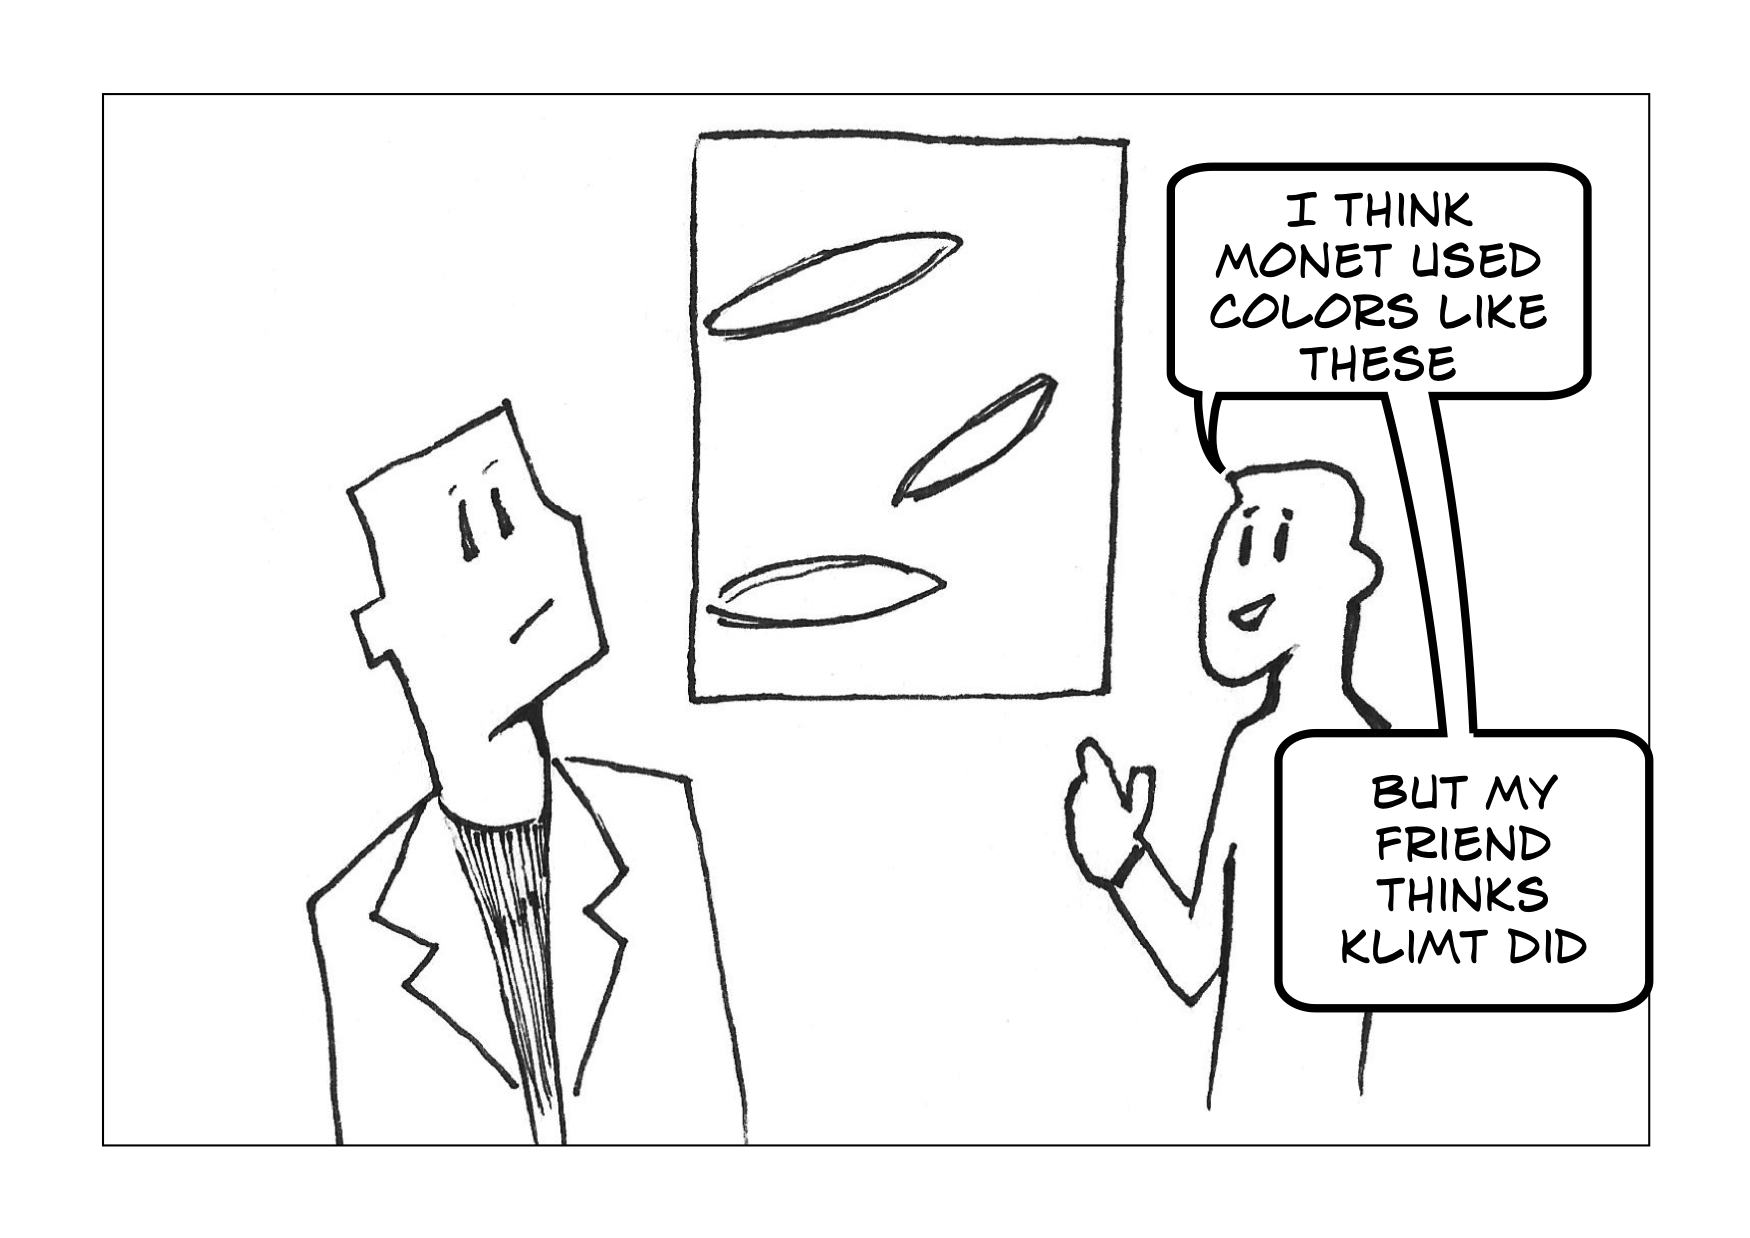 I THINK
MONET USED
COLORS LIKE
THESE
BUT MY
FRIEND
THINKS
KLIMT DID